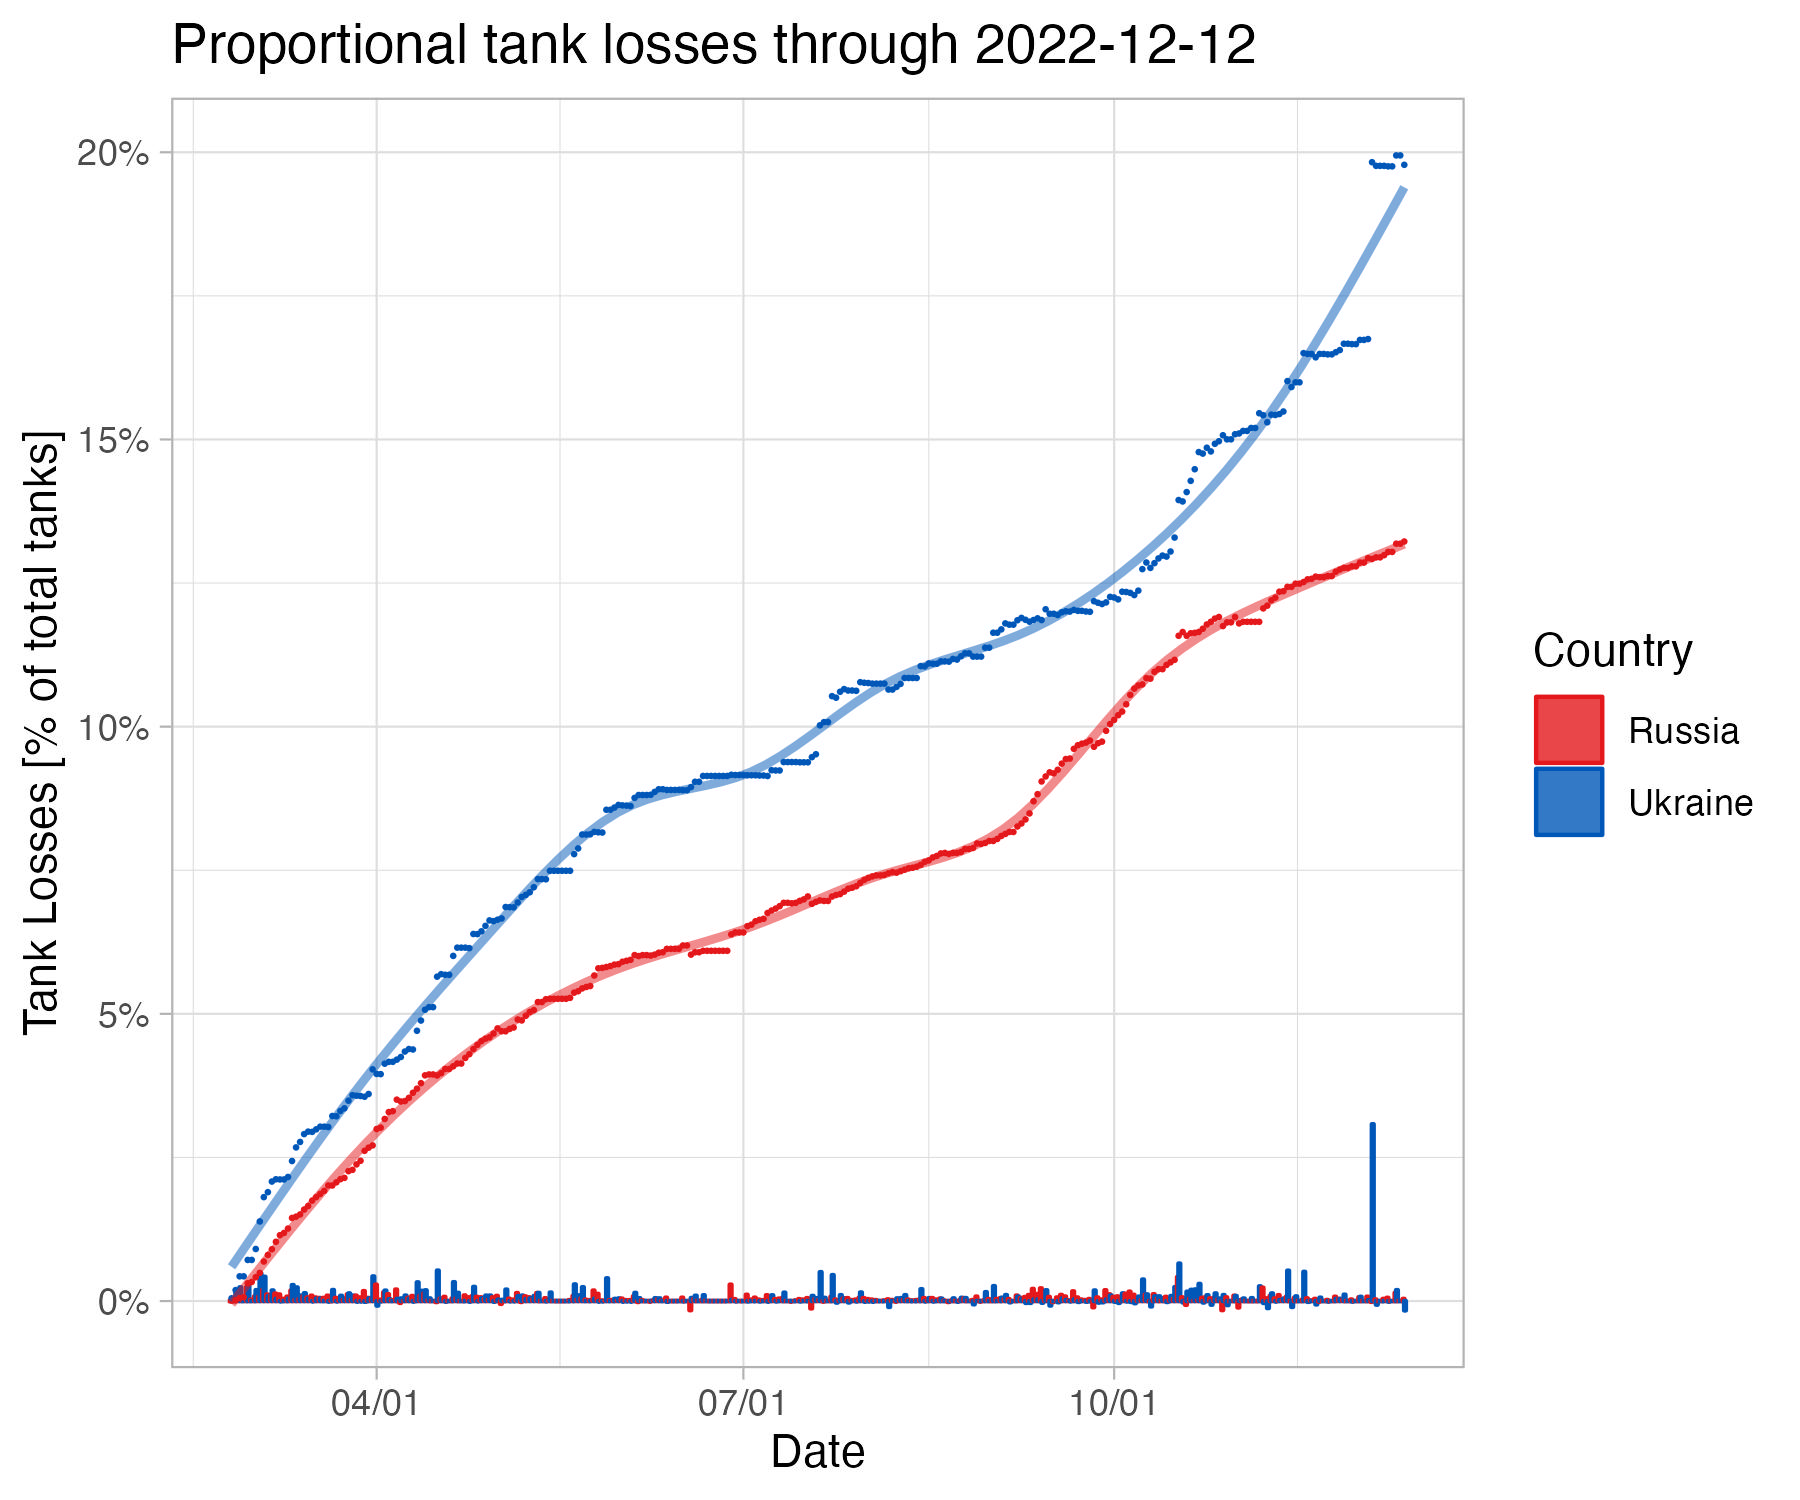 Proportional tank losses through 2022-12-12
Tank Losses [% of total tanks]
20%
15%
10%
5%
0%
04/01
07/01
10/01
Date
Country
Russia
Ukraine